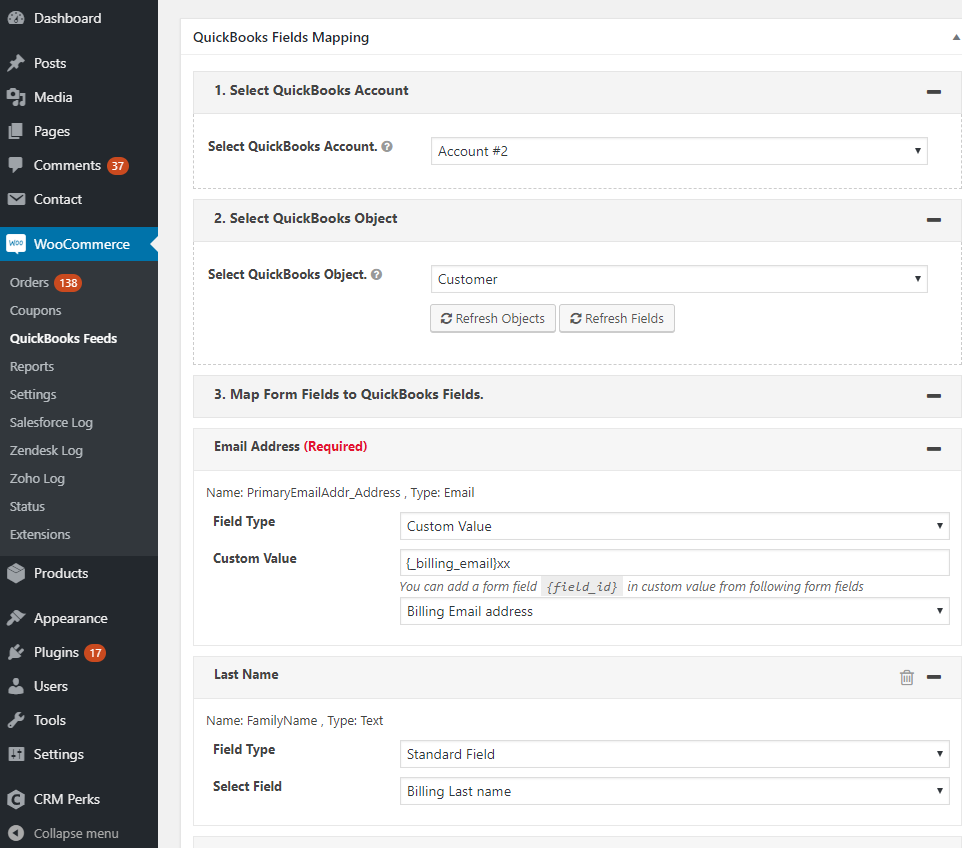 Dashboard
Posts
Media
Pages
Comments 37
Contact
WOO WooCommerce
Orders 138
Coupons
QuickBooks Feeds
Reports
Settings
Salesforce Log
Zendesk Log
Zoho Log
Status
Extensions
Products
Appearance
Plugins 17
Users
Tools
Settings
CRM Perks
Collapse menu
QuickBooks Fields Mapping
1. Select QuickBooks Account
Select QuickBooks Account. ?
Account #2
2. Select QuickBooks Object
Select QuickBooks Object. ?
Customer
Refresh Objects Refresh Fields
3. Map Form Fields to QuickBooks Fields.
Email Address (Required)
Name: PrimaryEmailAddr_Address , Type: Email
Field Type
Custom Value
Custom Value
{_billing_email}xx
You can add a form field {field_id} in custom value from following form fields
Billing Email address
Last Name
Name: FamilyName , Type: Text
Field Type
Standard Field
Select Field
Billing Last name